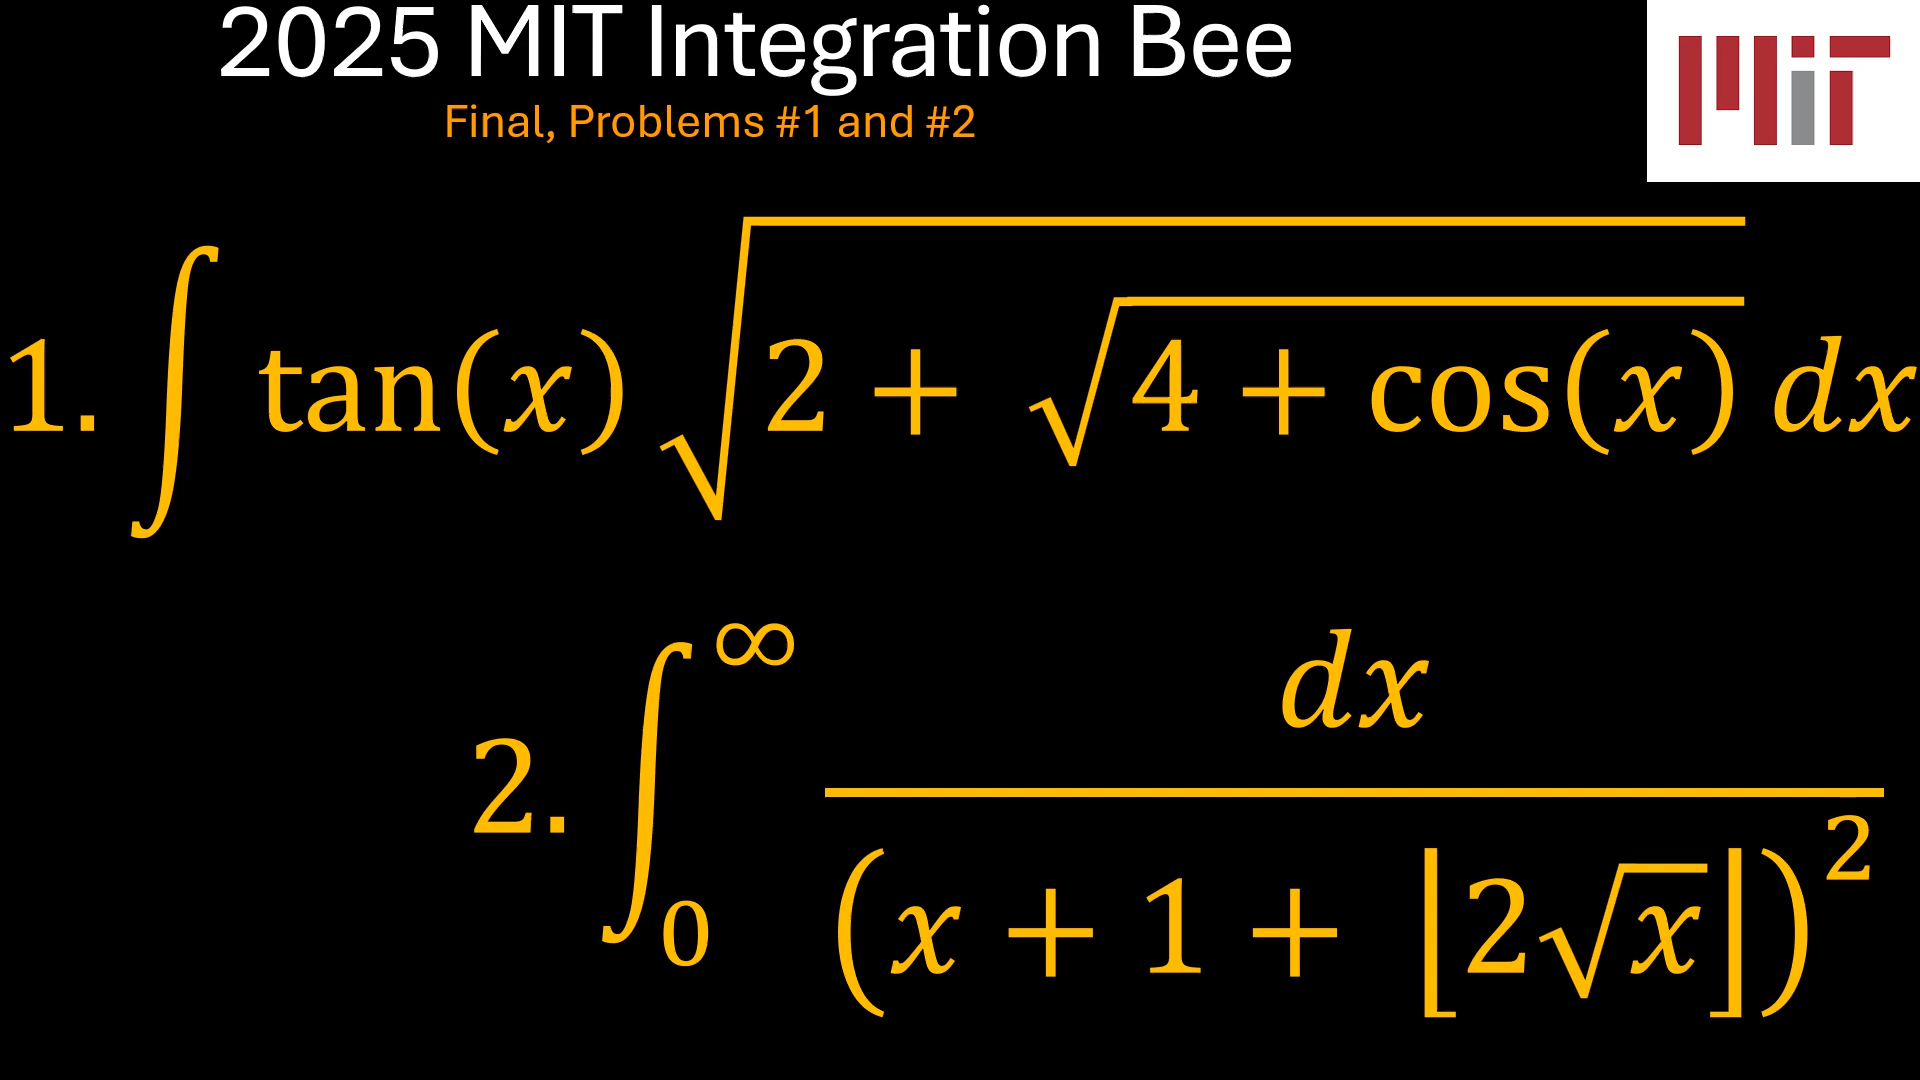 2025 MIT Integration Bee
MIT
Final, Problems #1 and #2
1. ∫ tan(x) √(2 + √(4 + cos(x))) dx
2. ∫₀^∞ dx / (x + 1 + ⌊2√x⌋)²